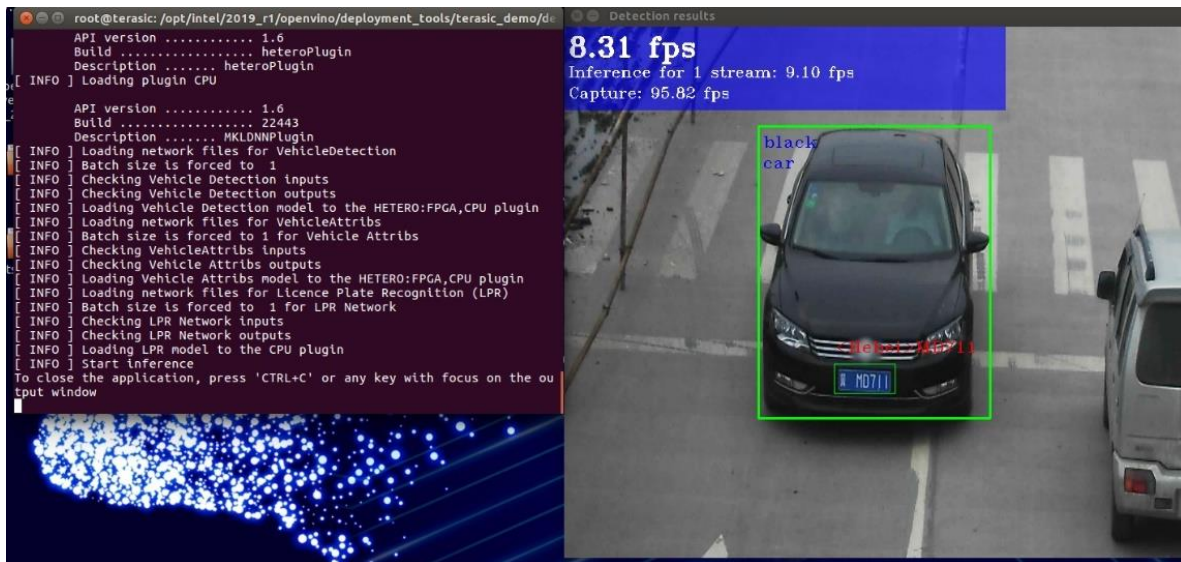 root@terasic: /opt/intel/2019_r1/openvino/deployment_tools/terasic_demo/de
API version ............ 1.6
Build .................. heteroPlugin
Description ....... heteroPlugin
[ INFO ] Loading plugin CPU
API version ............ 1.6
Build .................. 22443
Description ....... MKLDNNPlugin
[ INFO ] Loading network files for VehicleDetection
[ INFO ] Batch size is forced to 1
[ INFO ] Checking Vehicle Detection inputs
[ INFO ] Checking Vehicle Detection outputs
[ INFO ] Loading Vehicle Detection model to the HETERO:FPGA,CPU plugin
[ INFO ] Loading network files for VehicleAttribs
[ INFO ] Batch size is forced to 1 for Vehicle Attribs
[ INFO ] Checking VehicleAttribs inputs
[ INFO ] Checking Vehicle Attribs outputs
[ INFO ] Loading Vehicle Attribs model to the HETERO:FPGA,CPU plugin
[ INFO ] Loading network files for Licence Plate Recognition (LPR)
[ INFO ] Batch size is forced to 1 for LPR Network
[ INFO ] Checking LPR Network inputs
[ INFO ] Checking LPR Network outputs
[ INFO ] Loading LPR model to the CPU plugin
[ INFO ] Start inference
To close the application, press 'CTRL+C' or any key with focus on the ou
tput window
Detection results
8.31 fps
Inference for 1 stream: 9.10 fps
Capture: 95.82 fps
black
car
<Hebei>MD711
MD711